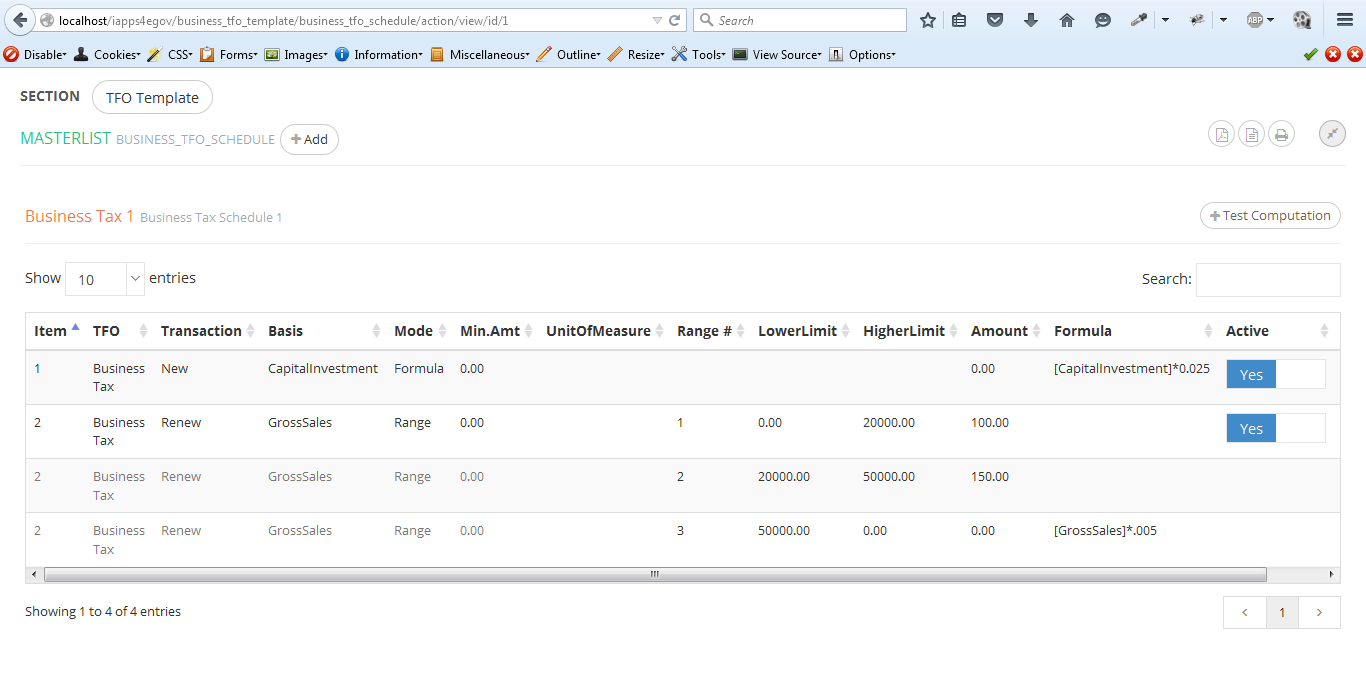 localhost/iapps4egov/business_tfo_template/business_tfo_schedule/action/view/id/1 Search ABP
Disable Cookies CSS Forms Images Information Miscellaneous Outline Resize Tools View Source Options
SECTION TFO Template
MASTERLIST BUSINESS_TFO_SCHEDULE + Add
Business Tax 1 Business Tax Schedule 1 + Test Computation
Show 10 entries Search:
Item TFO Transaction Basis Mode Min.Amt UnitOfMeasure Range # LowerLimit HigherLimit Amount Formula Active
1 Business Tax New CapitalInvestment Formula 0.00 0.00 [CapitalInvestment]*0.025 Yes
2 Business Tax Renew GrossSales Range 0.00 1 0.00 20000.00 100.00 Yes
2 Business Tax Renew GrossSales Range 0.00 2 20000.00 50000.00 150.00
2 Business Tax Renew GrossSales Range 0.00 3 50000.00 0.00 0.00 [GrossSales]*.005
Showing 1 to 4 of 4 entries < 1 >